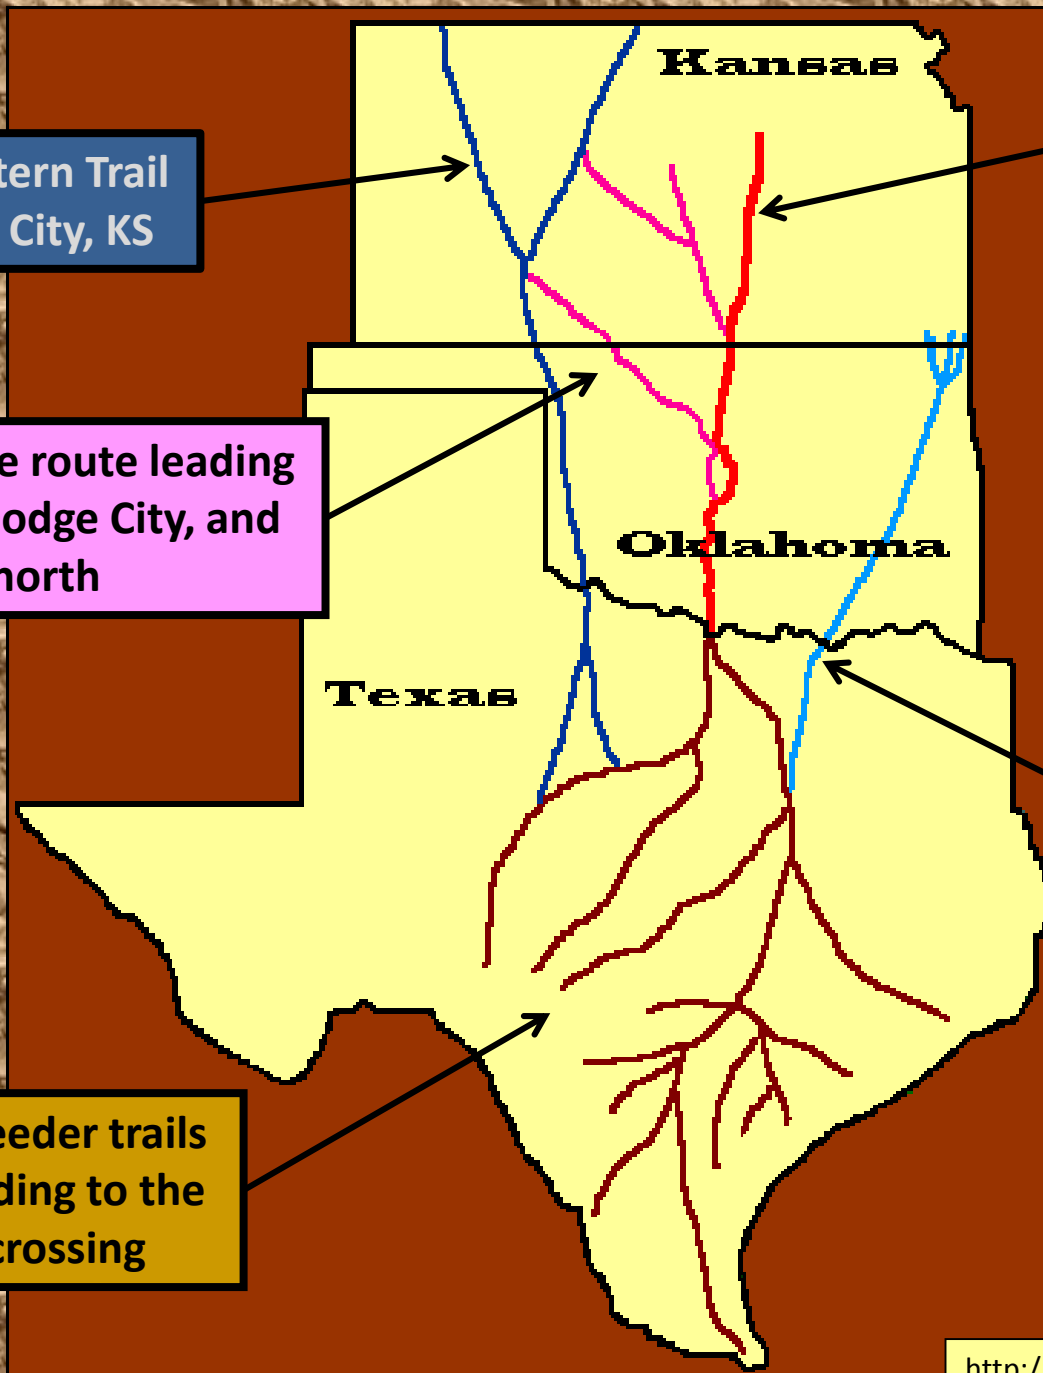 Kansas
tern Trail
City, KS
e route leading
odge City, and
north
Oklahoma
Texas
eeder trails
ding to the
crossing
http:/